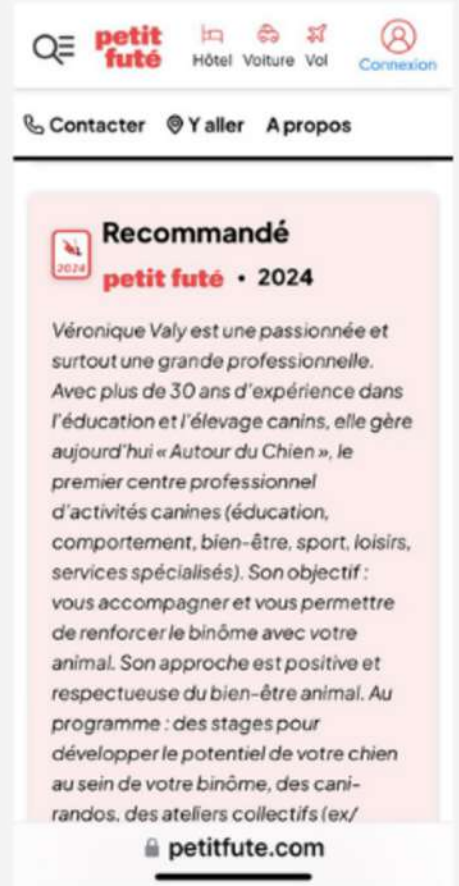 petit
futé
Hôtel Voiture Vol
Connexion
Contacter Y aller A propos
2024
Recommandé
petit futé • 2024
Véronique Valy est une passionnée et
surtout une grande professionnelle.
Avec plus de 30 ans d'expérience dans
l'éducation et l'élevage canins, elle gère
aujourd'hui « Autour du Chien », le
premier centre professionnel
d'activités canines (éducation,
comportement, bien-être, sport, loisirs,
services spécialisés). Son objectif :
vous accompagner et vous permettre
de renforcer le binôme avec votre
animal. Son approche est positive et
respectueuse du bien-être animal. Au
programme : des stages pour
développer le potentiel de votre chien
au sein de votre binôme, des cani-
randos, des ateliers collectifs (ex/
petitfute.com